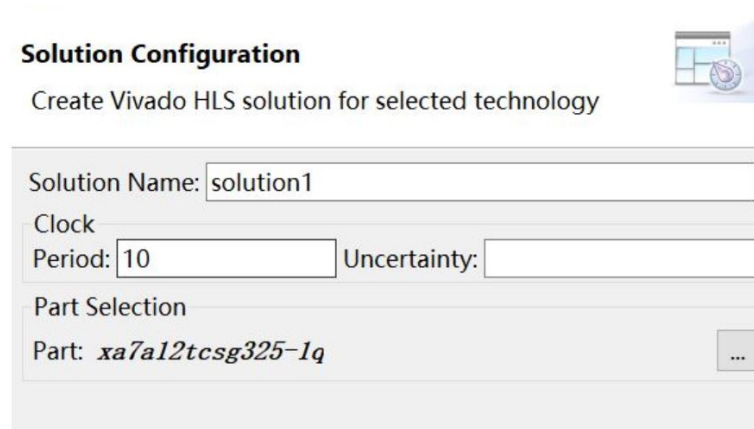 Solution Configuration
Create Vivado HLS solution for selected technology
Solution Name: solution1
Clock
Period: 10 Uncertainty:
Part Selection
Part: xa7a12tcsg325-1q ...